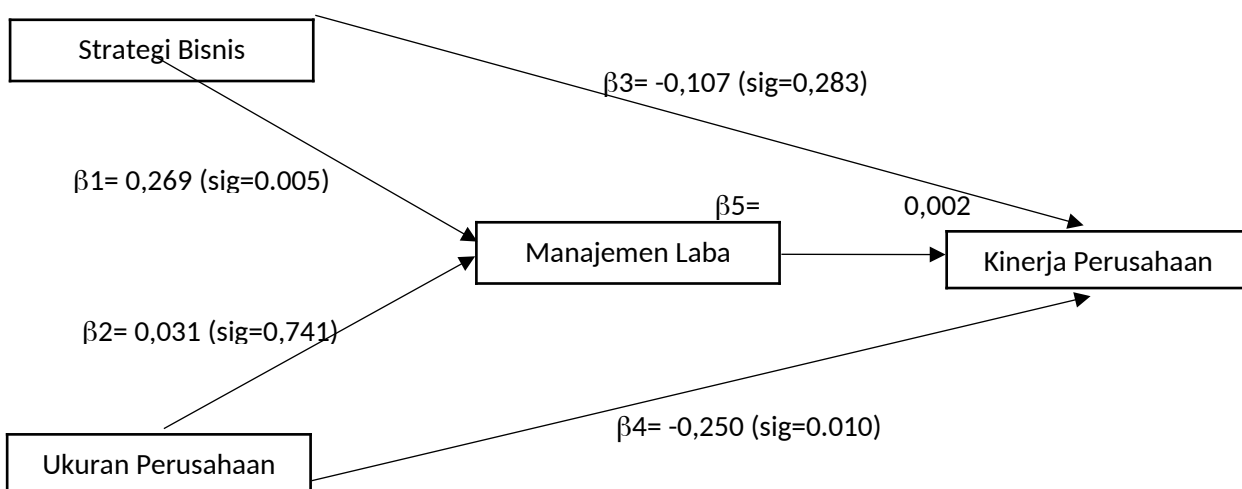 Strategi Bisnis
β3= -0,107 (sig=0,283)
β1= 0,269 (sig=0.005)
β5= 0,002
Manajemen Laba
Kinerja Perusahaan
β2= 0,031 (sig=0,741)
β4= -0,250 (sig=0.010)
Ukuran Perusahaan